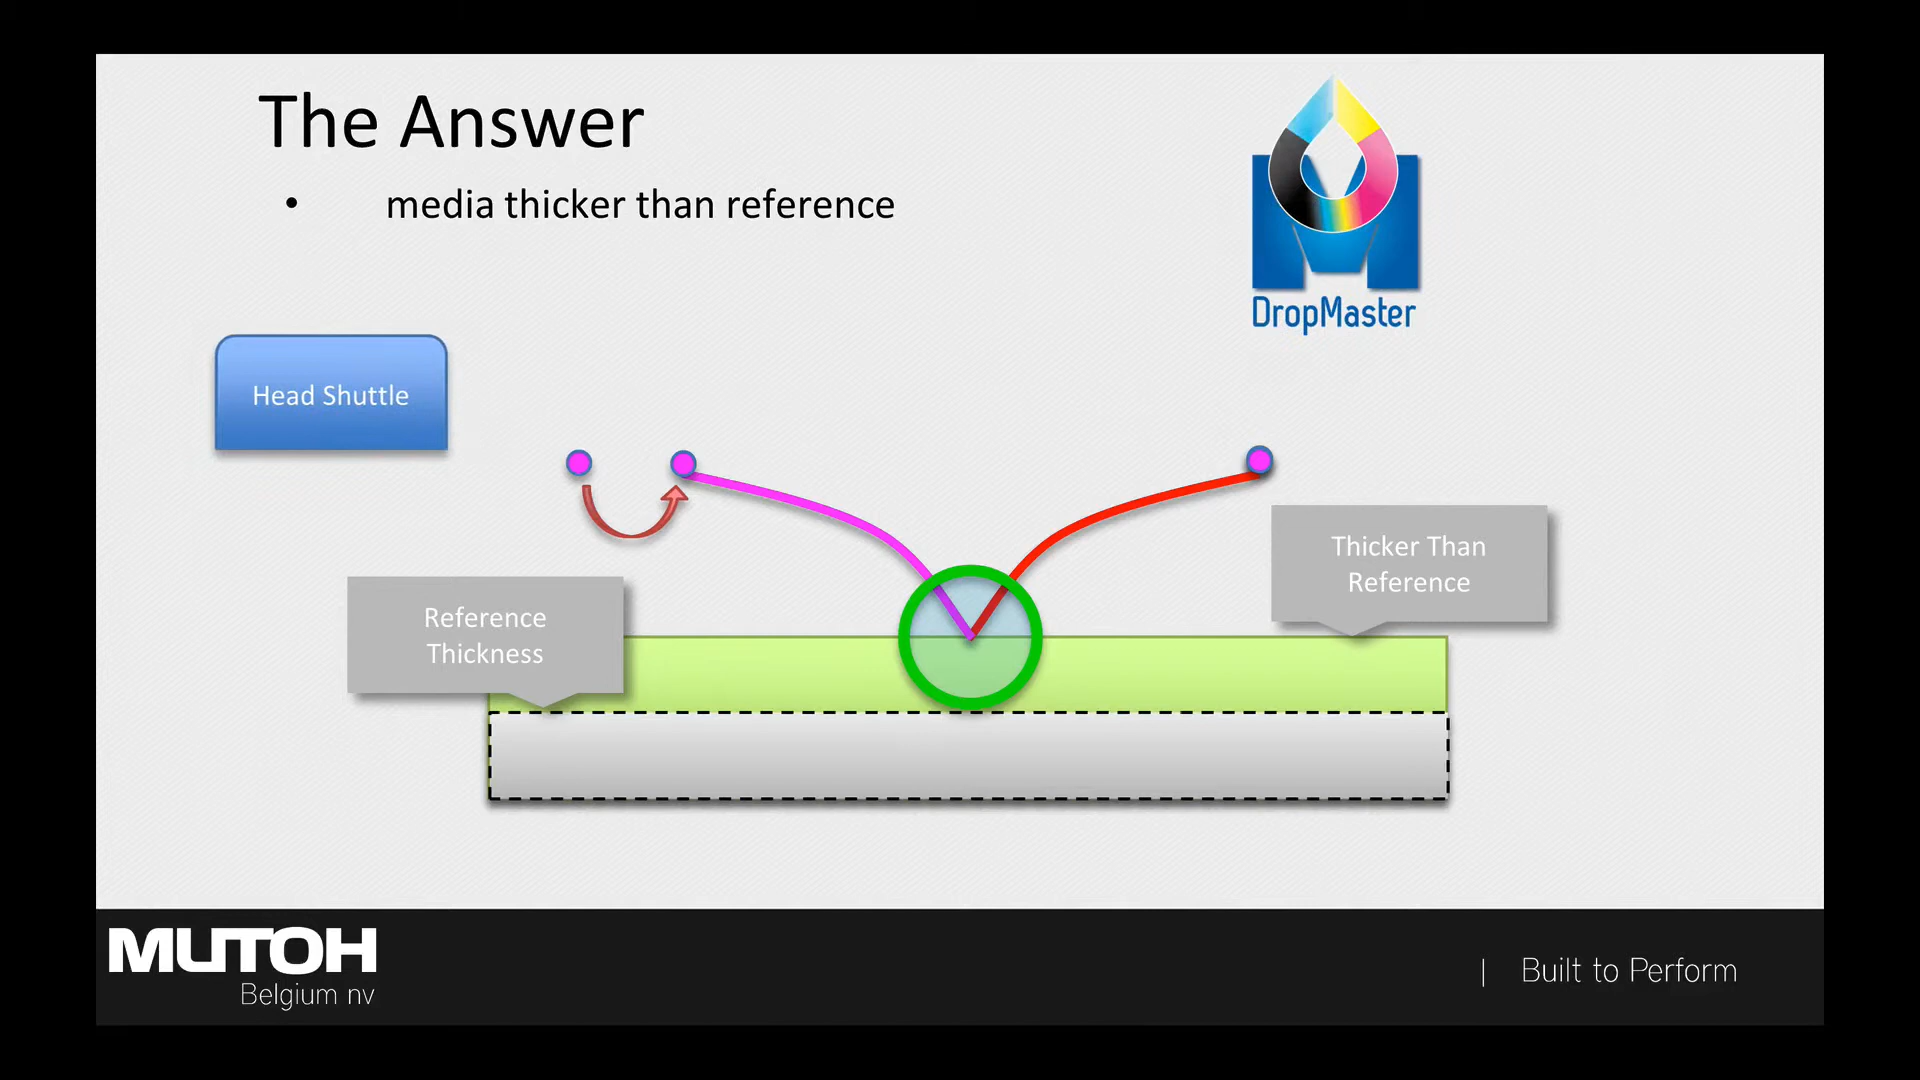 The Answer
• media thicker than reference
DropMaster
Head Shuttle
Thicker Than
Reference
Reference
Thickness
MUTOH
Belgium nv
| Built to Perform